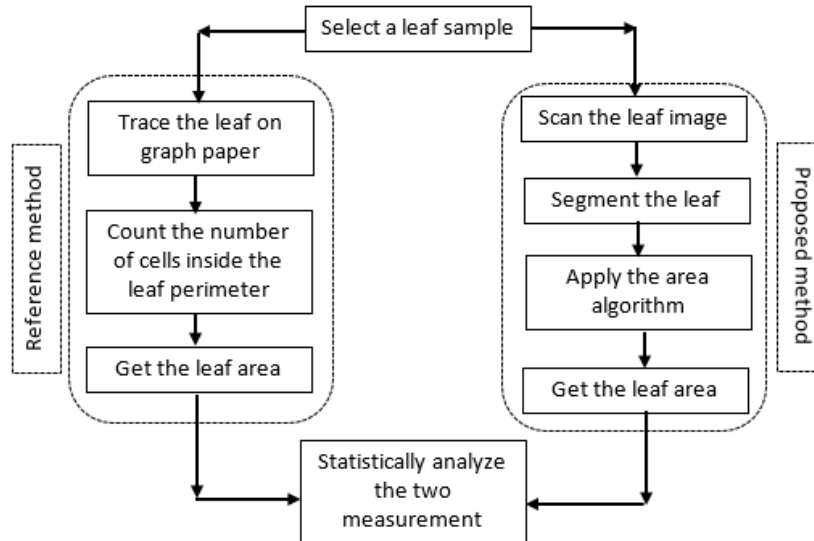 Select a leaf sample
Reference method
Trace the leaf on
graph paper
Count the number
of cells inside the
leaf perimeter
Get the leaf area
Scan the leaf image
Segment the leaf
Apply the area
algorithm
Get the leaf area
Proposed method
Statistically analyze
the two
measurement